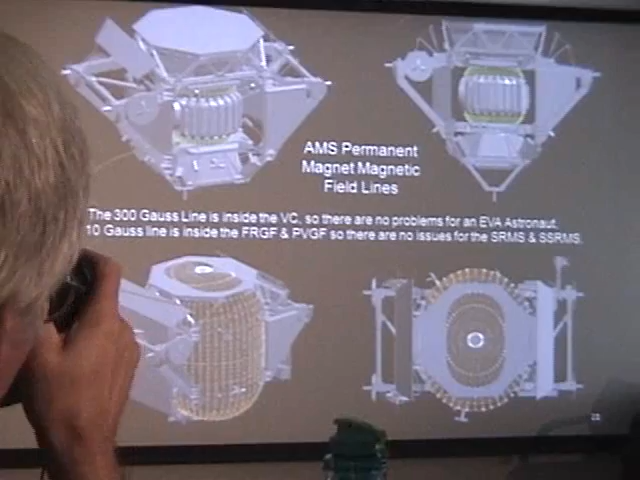 AMS Permanent
Magnet Magnetic
Field Lines
The 300 Gauss Line is inside the VC, so there are no problems for an EVA Astronaut.
10 Gauss line is inside the FRGF & PVGF so there are no issues for the SRMS & SSRMS.